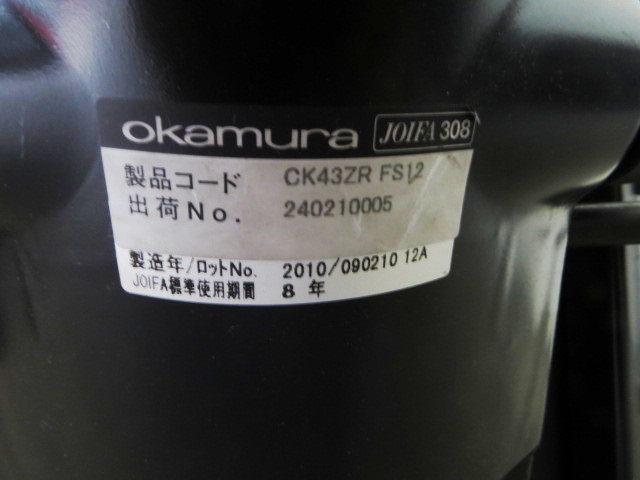 okamura JOIFA 308
製品コード CK43ZR FS12
出荷No. 240210005
製造年/ロットNo. 2010/090210 12A
JOIFA標準使用期間 8年